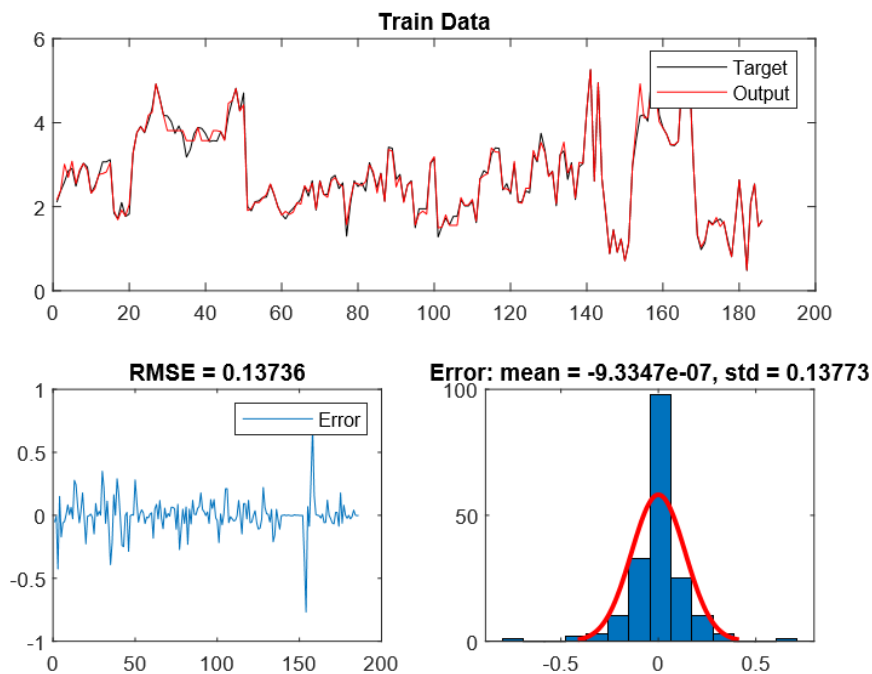 Train Data
6
4
2
0
Target
Output
0 20 40 60 80 100 120 140 160 180 200
RMSE = 0.13736
1
0.5
0
-0.5
-1
Error
0 50 100 150 200
Error: mean = -9.3347e-07, std = 0.13773
100
50
0
-0.5 0 0.5